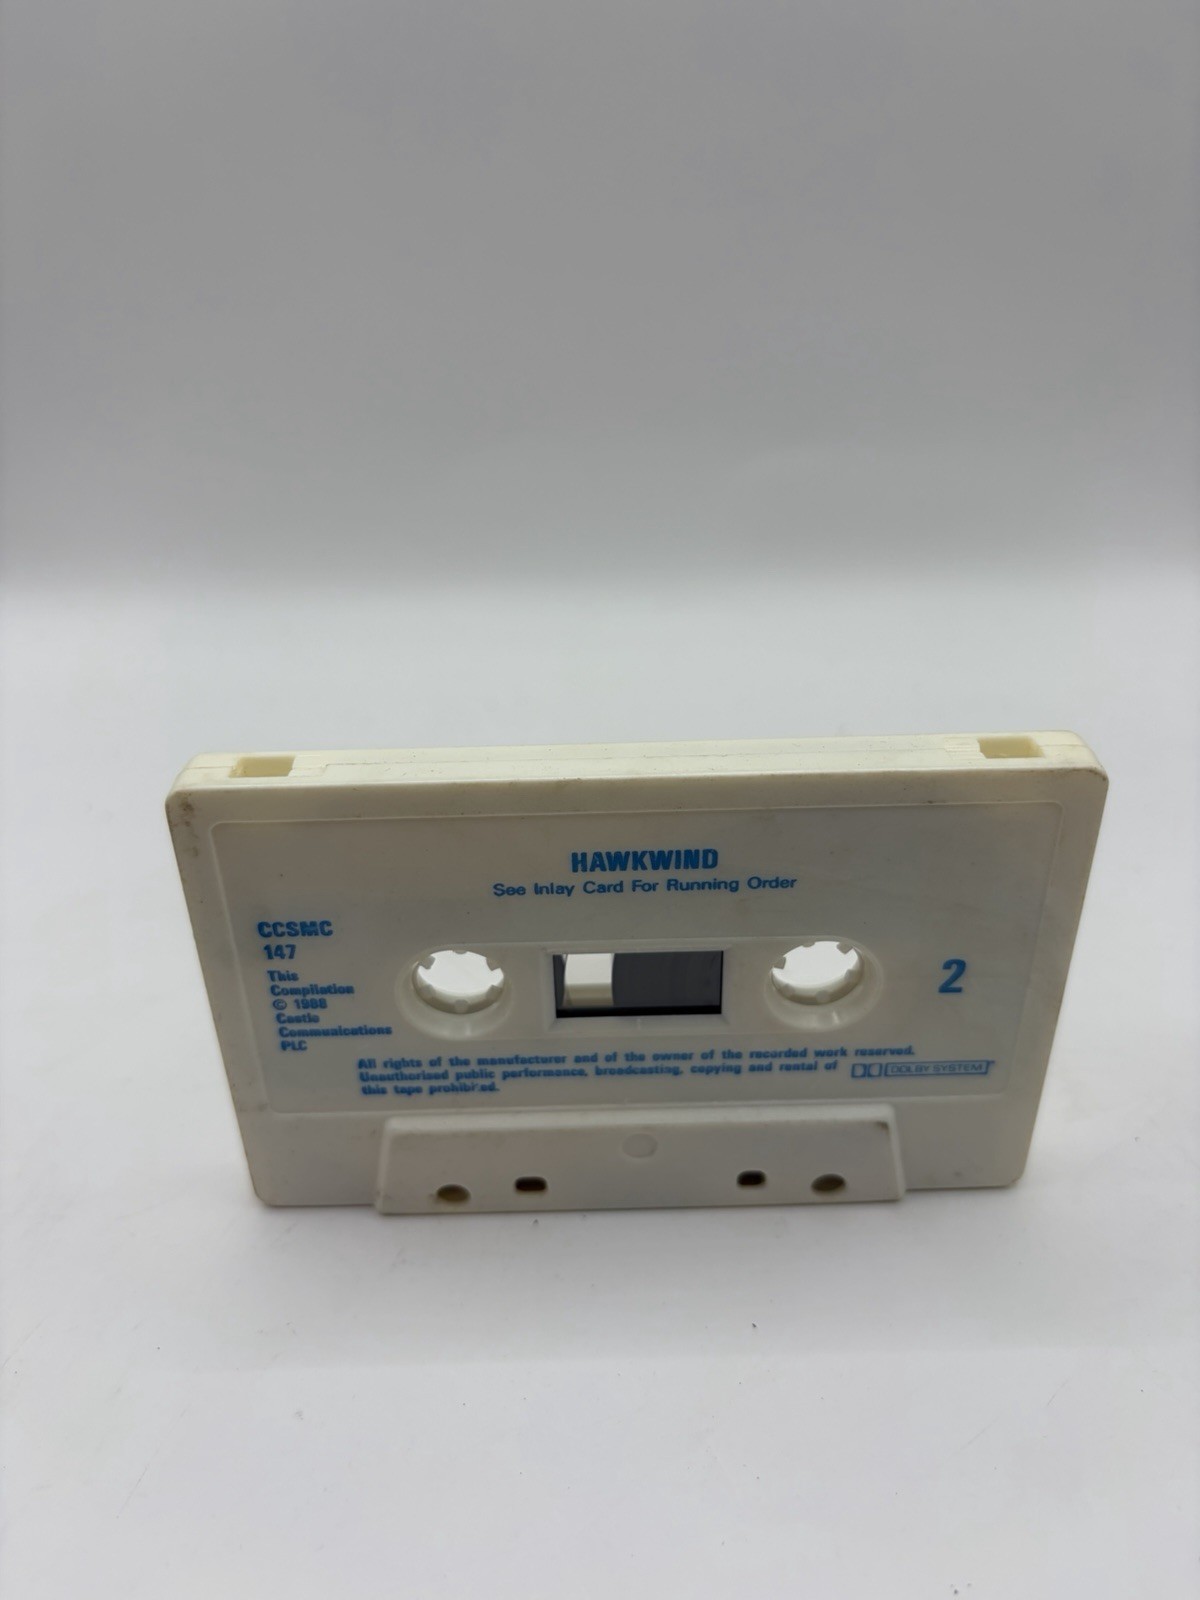 HAWKWIND
See Inlay Card For Running Order
CCSMC
147
This
Compilation
© 1988
Castle
Communications
PLC
2
All rights of the manufacturer and of the owner of the recorded work reserved.
Unauthorised public performance, broadcasting, copying and rental of
this tape prohibited.
DOLBY SYSTEM